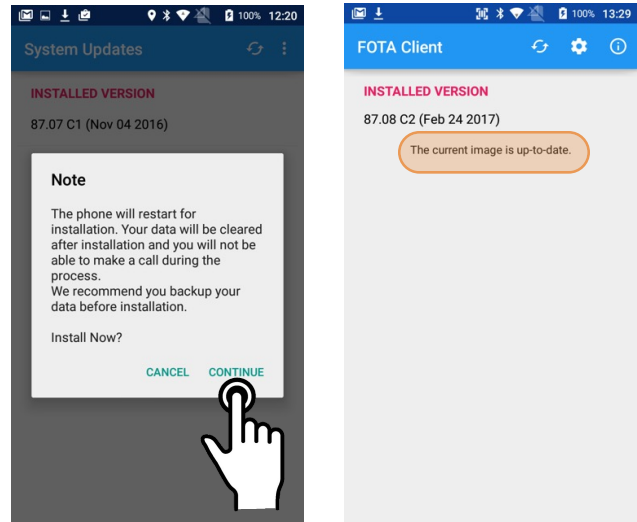 100% 12:20
System Updates
INSTALLED VERSION
87.07 C1 (Nov 04 2016)
Note
The phone will restart for
installation. Your data will be cleared
after installation and you will not be
able to make a call during the
process.
We recommend you backup your
data before installation.
Install Now?
CANCEL CONTINUE
100% 13:29
FOTA Client
INSTALLED VERSION
87.08 C2 (Feb 24 2017)
The current image is up-to-date.